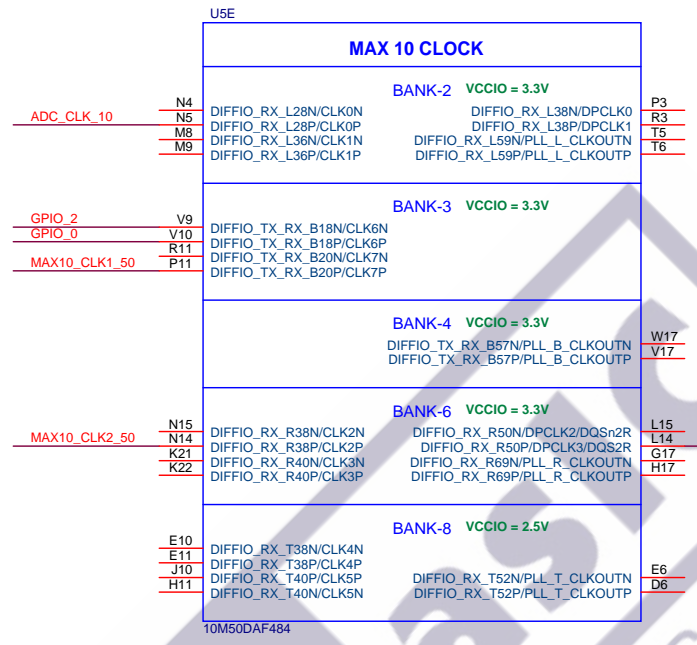 U5E
MAX 10 CLOCK
BANK-2 VCCIO = 3.3V
N4 DIFFIO_RX_L28N/CLK0N DIFFIO_RX_L38N/DPCLK0 P3
ADC_CLK_10 N5 DIFFIO_RX_L28P/CLK0P DIFFIO_RX_L38P/DPCLK1 R3
M8 DIFFIO_RX_L36N/CLK1N DIFFIO_RX_L59N/PLL_L_CLKOUTN T5
M9 DIFFIO_RX_L36P/CLK1P DIFFIO_RX_L59P/PLL_L_CLKOUTP T6
BANK-3 VCCIO = 3.3V
GPIO_2 V9 DIFFIO_TX_RX_B18N/CLK6N
GPIO_0 V10 DIFFIO_TX_RX_B18P/CLK6P
R11 DIFFIO_TX_RX_B20N/CLK7N
MAX10_CLK1_50 P11 DIFFIO_TX_RX_B20P/CLK7P
BANK-4 VCCIO = 3.3V
DIFFIO_TX_RX_B57N/PLL_B_CLKOUTN W17
DIFFIO_TX_RX_B57P/PLL_B_CLKOUTP V17
BANK-6 VCCIO = 3.3V
N15 DIFFIO_RX_R38N/CLK2N DIFFIO_RX_R50N/DPCLK2/DQSn2R L15
MAX10_CLK2_50 N14 DIFFIO_RX_R38P/CLK2P DIFFIO_RX_R50P/DPCLK3/DQS2R L14
K21 DIFFIO_RX_R40N/CLK3N DIFFIO_RX_R69N/PLL_R_CLKOUTN G17
K22 DIFFIO_RX_R40P/CLK3P DIFFIO_RX_R69P/PLL_R_CLKOUTP H17
BANK-8 VCCIO = 2.5V
E10 DIFFIO_RX_T38N/CLK4N
E11 DIFFIO_RX_T38P/CLK4P
J10 DIFFIO_RX_T40P/CLK5P DIFFIO_RX_T52N/PLL_T_CLKOUTN E6
H11 DIFFIO_RX_T40N/CLK5N DIFFIO_RX_T52P/PLL_T_CLKOUTP D6
10M50DAF484
asic